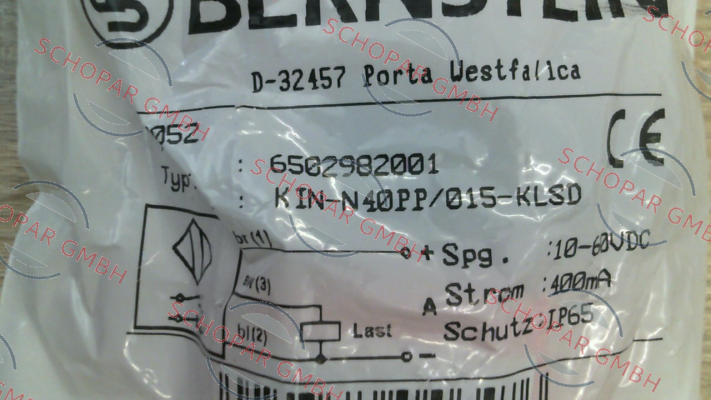 BERNSTEIN
D-32457 Porta Westfalica
052
: 6502982001
Typ. : KIN-N40PP/015-KLSD
CE
br(1) + Spg. :10-60VDC
(3) A Strom :400mA
bl(2) Last - Schutz:IP65
SCHOPAR GMBH
SCHOPAR GMBH
SCHOPAR GMBH
SCHOPAR GMBH
SCHOPAR GMBH
SCHOPAR GMBH
SCHOPAR GMBH
SCHOPAR GMBH